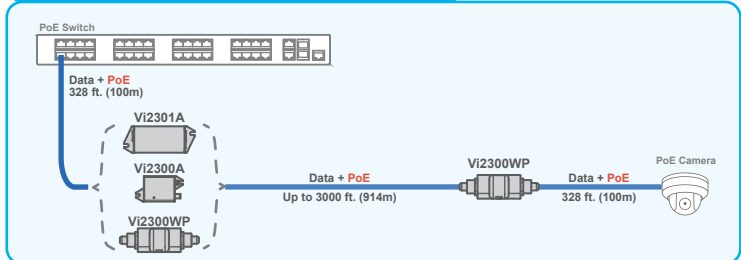 PoE Switch
Data + PoE
328 ft. (100m)
Vi2301A
Vi2300A
Vi2300WP
Data + PoE
Up to 3000 ft. (914m)
Vi2300WP
Data + PoE
328 ft. (100m)
PoE Camera